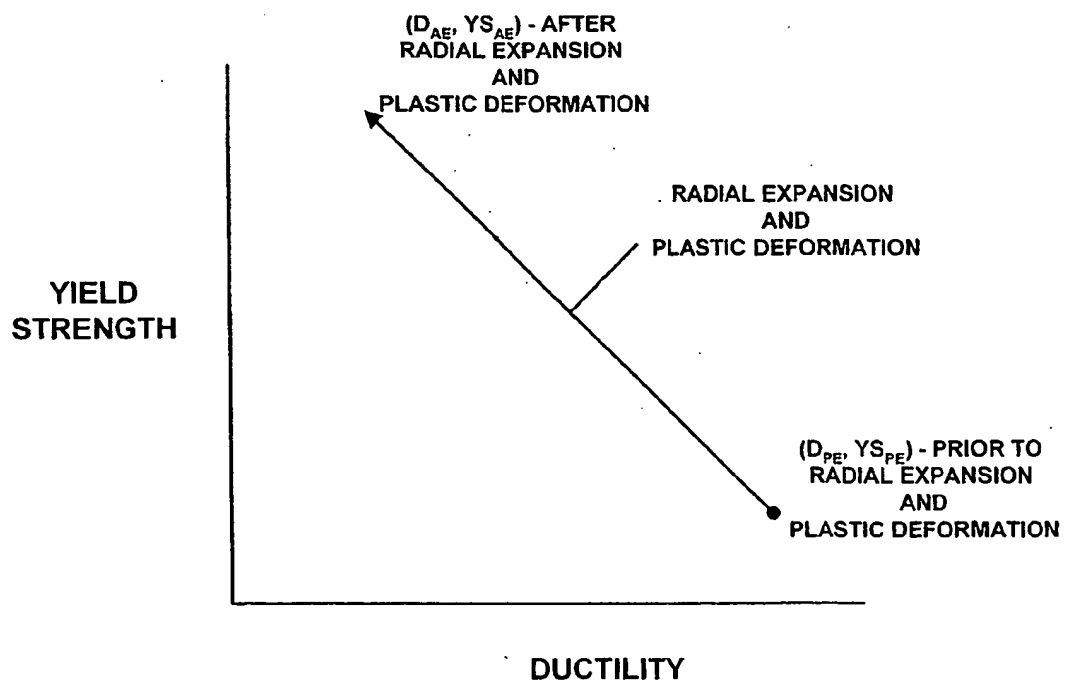 (D_AE, YS_AE) - AFTER
RADIAL EXPANSION
AND
PLASTIC DEFORMATION
RADIAL EXPANSION
AND
PLASTIC DEFORMATION
YIELD
STRENGTH
(D_PE, YS_PE) - PRIOR TO
RADIAL EXPANSION
AND
PLASTIC DEFORMATION
DUCTILITY